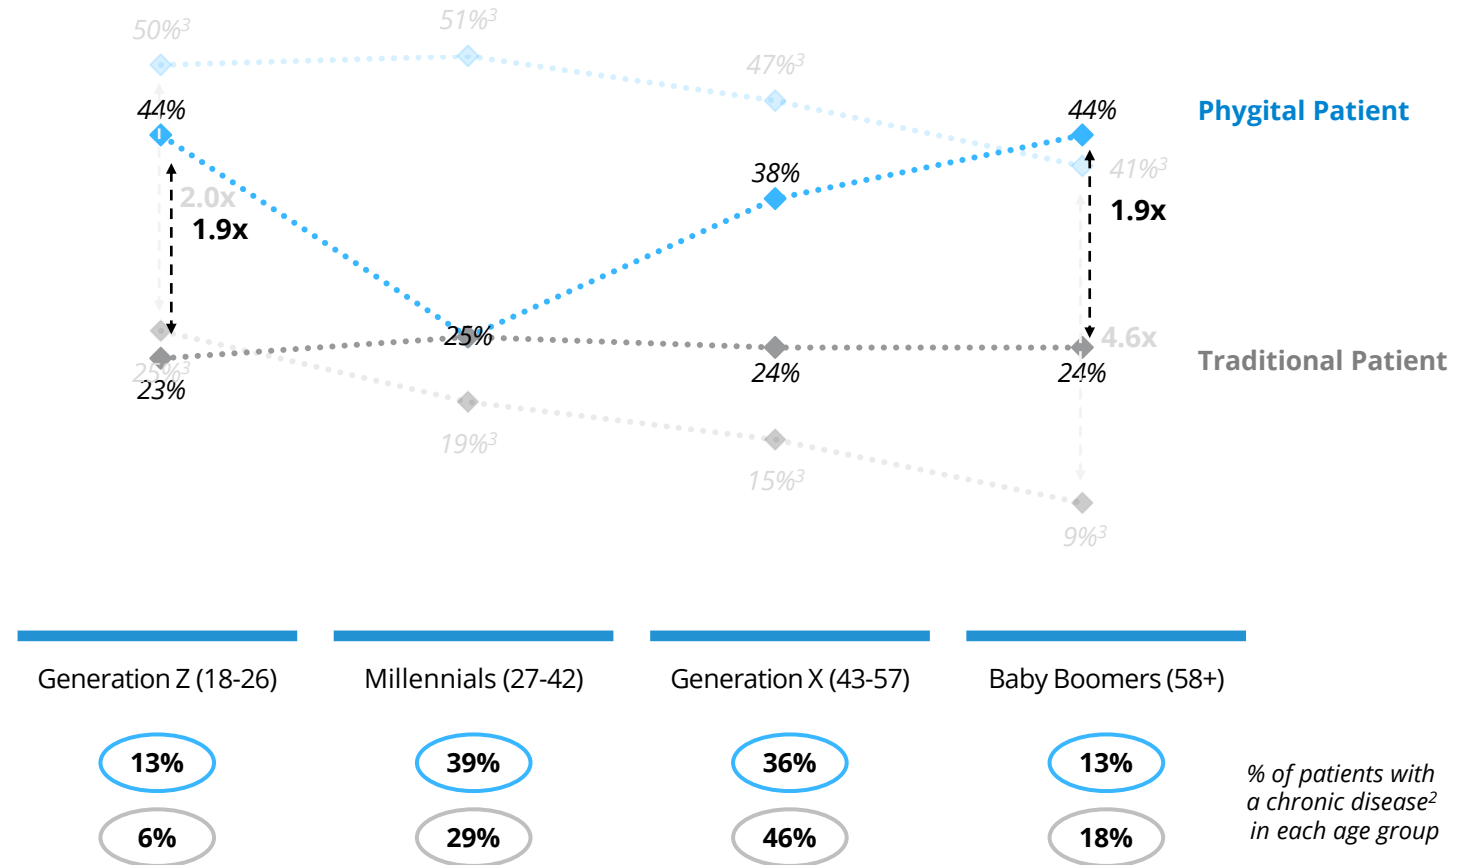 50%³
51%³
47%³
44%
44%
Phygital Patient
38%
41%³
2.0x
1.9x
1.9x
25%
4.6x
Traditional Patient
25%³
23%
24%
24%
19%³
15%³
9%³
Generation Z (18-26)
Millennials (27-42)
Generation X (43-57)
Baby Boomers (58+)
13%
39%
36%
13%
% of patients with
a chronic disease²
in each age group
6%
29%
46%
18%